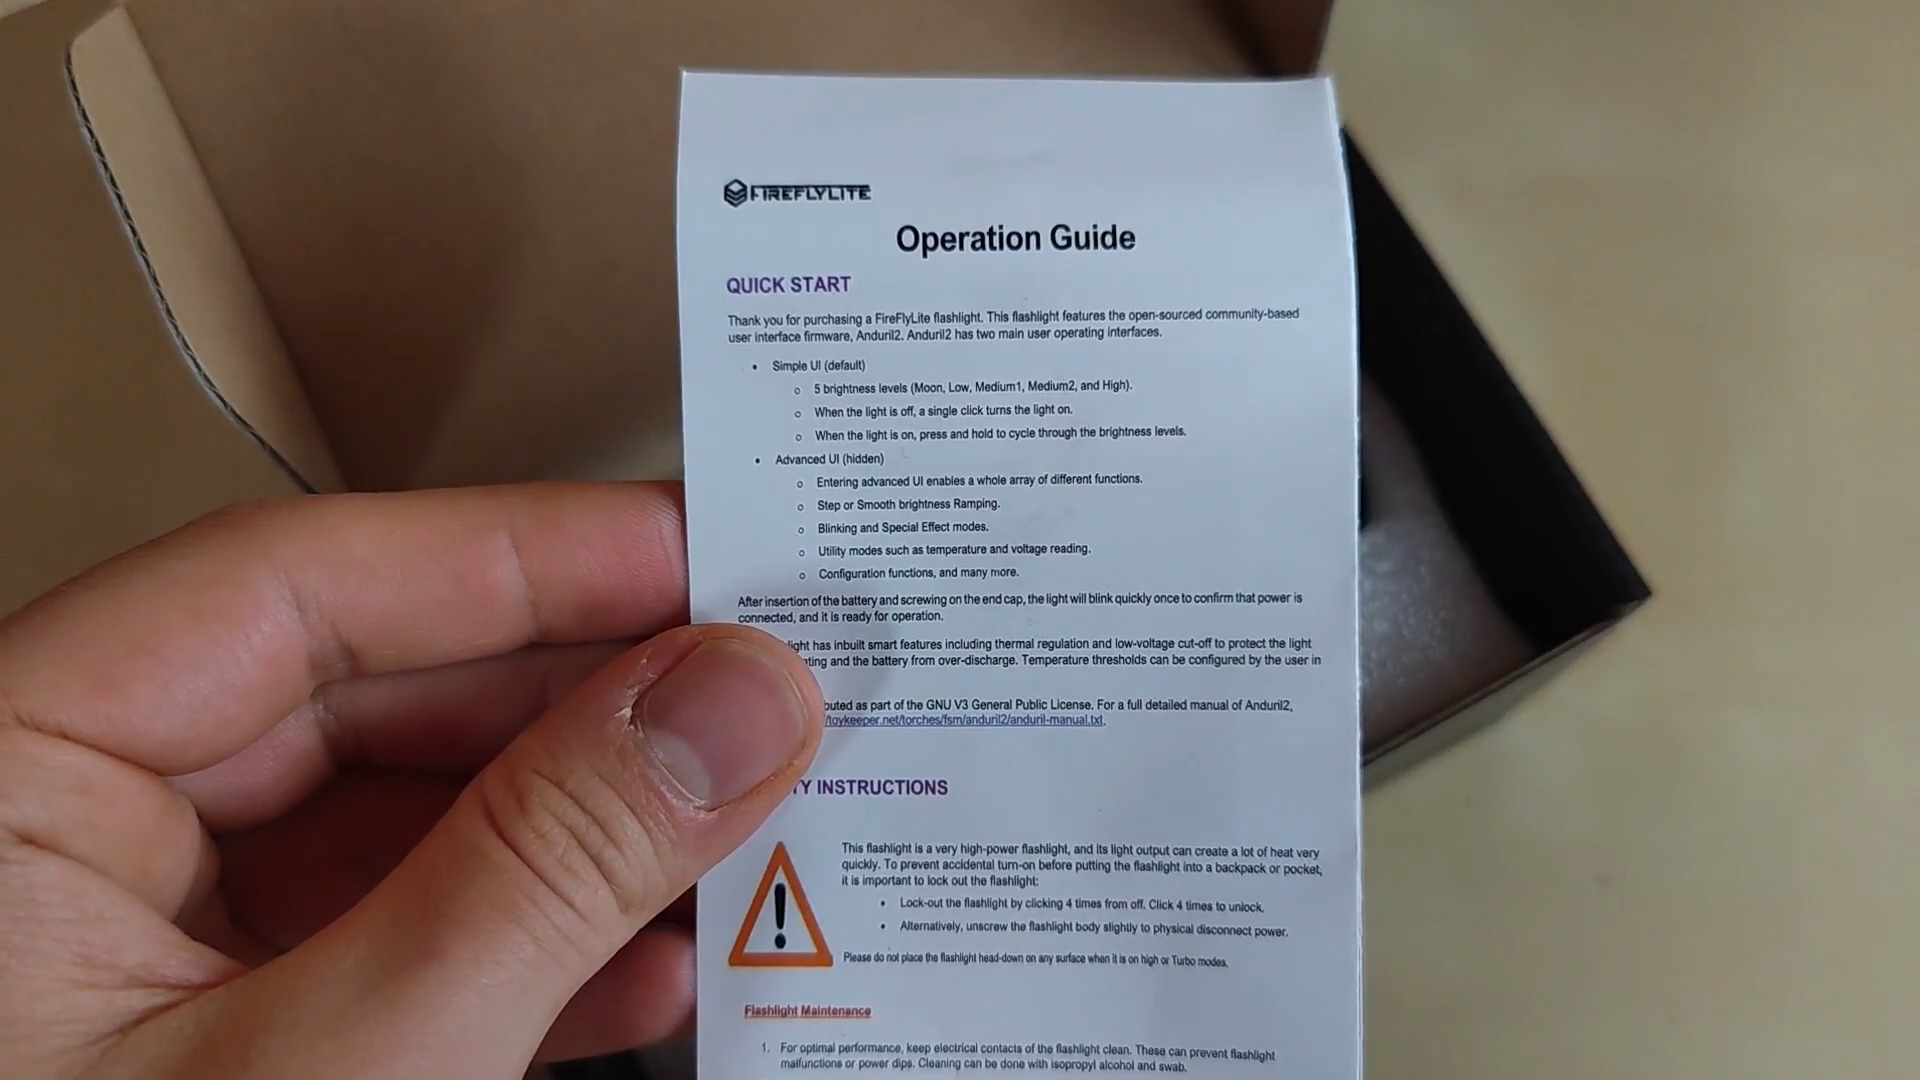 FIREFLYLITE
Operation Guide
QUICK START
Thank you for purchasing a FireFlyLite flashlight. This flashlight features the open-sourced community-based
user interface firmware, Anduril2. Anduril2 has two main user operating interfaces.
• Simple UI (default)
o 5 brightness levels (Moon, Low, Medium1, Medium2, and High).
o When the light is off, a single click turns the light on.
o When the light is on, press and hold to cycle through the brightness levels.
• Advanced UI (hidden)
o Entering advanced UI enables a whole array of different functions.
o Step or Smooth brightness Ramping.
o Blinking and Special Effect modes.
o Utility modes such as temperature and voltage reading.
o Configuration functions, and many more.
After insertion of the battery and screwing on the end cap, the light will blink quickly once to confirm that power is
connected, and it is ready for operation.
light has inbuilt smart features including thermal regulation and low-voltage cut-off to protect the light
ating and the battery from over-discharge. Temperature thresholds can be configured by the user in
buted as part of the GNU V3 General Public License. For a full detailed manual of Anduril2,
/toykeeper.net/torches/fsm/anduril2/anduril-manual.txt.
TY INSTRUCTIONS
This flashlight is a very high-power flashlight, and its light output can create a lot of heat very
quickly. To prevent accidental turn-on before putting the flashlight into a backpack or pocket,
it is important to lock out the flashlight:
• Lock-out the flashlight by clicking 4 times from off. Click 4 times to unlock.
• Alternatively, unscrew the flashlight body slightly to physical disconnect power.
Please do not place the flashlight head-down on any surface when it is on high or Turbo modes.
Flashlight Maintenance
1. For optimal performance, keep electrical contacts of the flashlight clean. These can prevent flashlight
malfunctions or power dips. Cleaning can be done with isopropyl alcohol and swab.